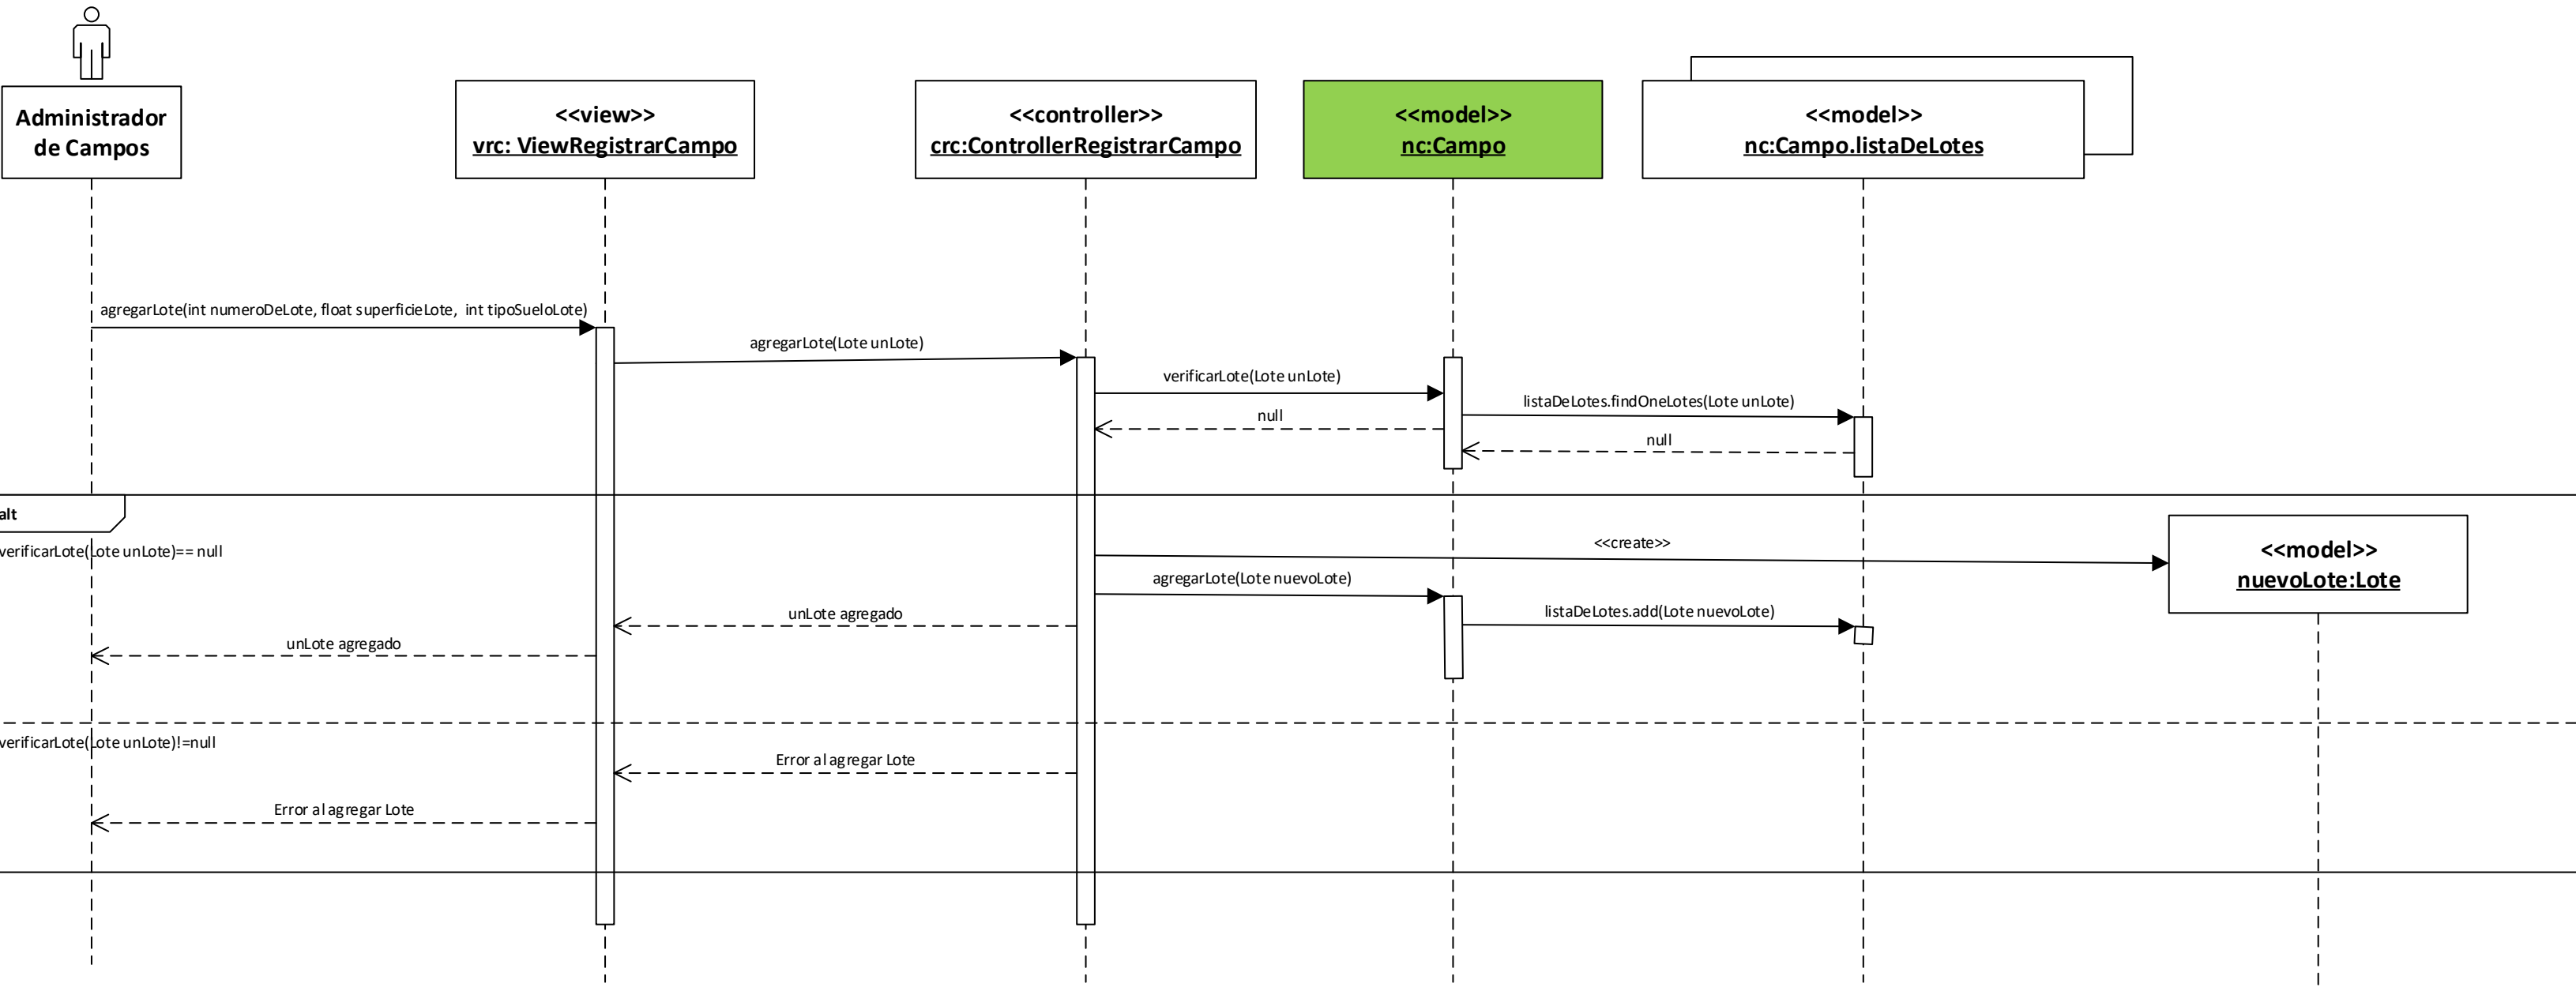 Administrador
de Campos
<<view>>
vrc: ViewRegistrarCampo
<<controller>>
crc:ControllerRegistrarCampo
<<model>>
nc:Campo
<<model>>
nc:Campo.listaDeLotes
agregarLote(int numeroDeLote, float superficieLote, int tipoSueloLote)
agregarLote(Lote unLote)
verificarLote(Lote unLote)
listaDeLotes.findOneLotes(Lote unLote)
null
null
alt
verificarLote(Lote unLote)== null
<<create>>
<<model>>
nuevoLote:Lote
agregarLote(Lote nuevoLote)
listaDeLotes.add(Lote nuevoLote)
unLote agregado
unLote agregado
verificarLote(Lote unLote)!=null
Error al agregar Lote
Error al agregar Lote